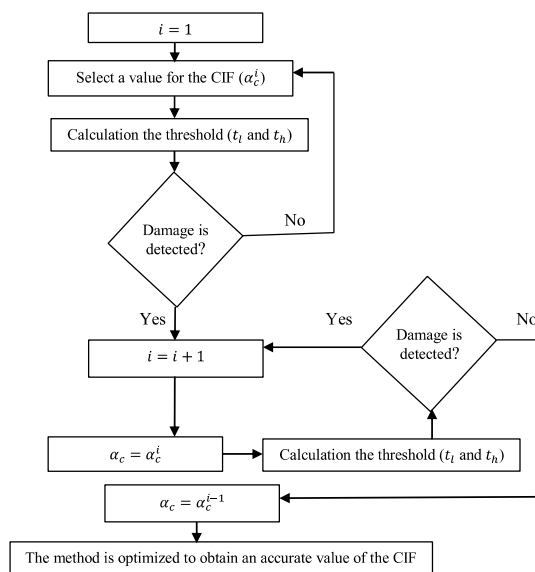 i = 1
Select a value for the CIF (α_c^i)
Calculation the threshold (t_l and t_h)
Damage is
detected?
No
Yes
i = i + 1
Yes
Damage is
detected?
No
α_c = α_c^i
Calculation the threshold (t_l and t_h)
α_c = α_c^{i−1}
The method is optimized to obtain an accurate value of the CIF